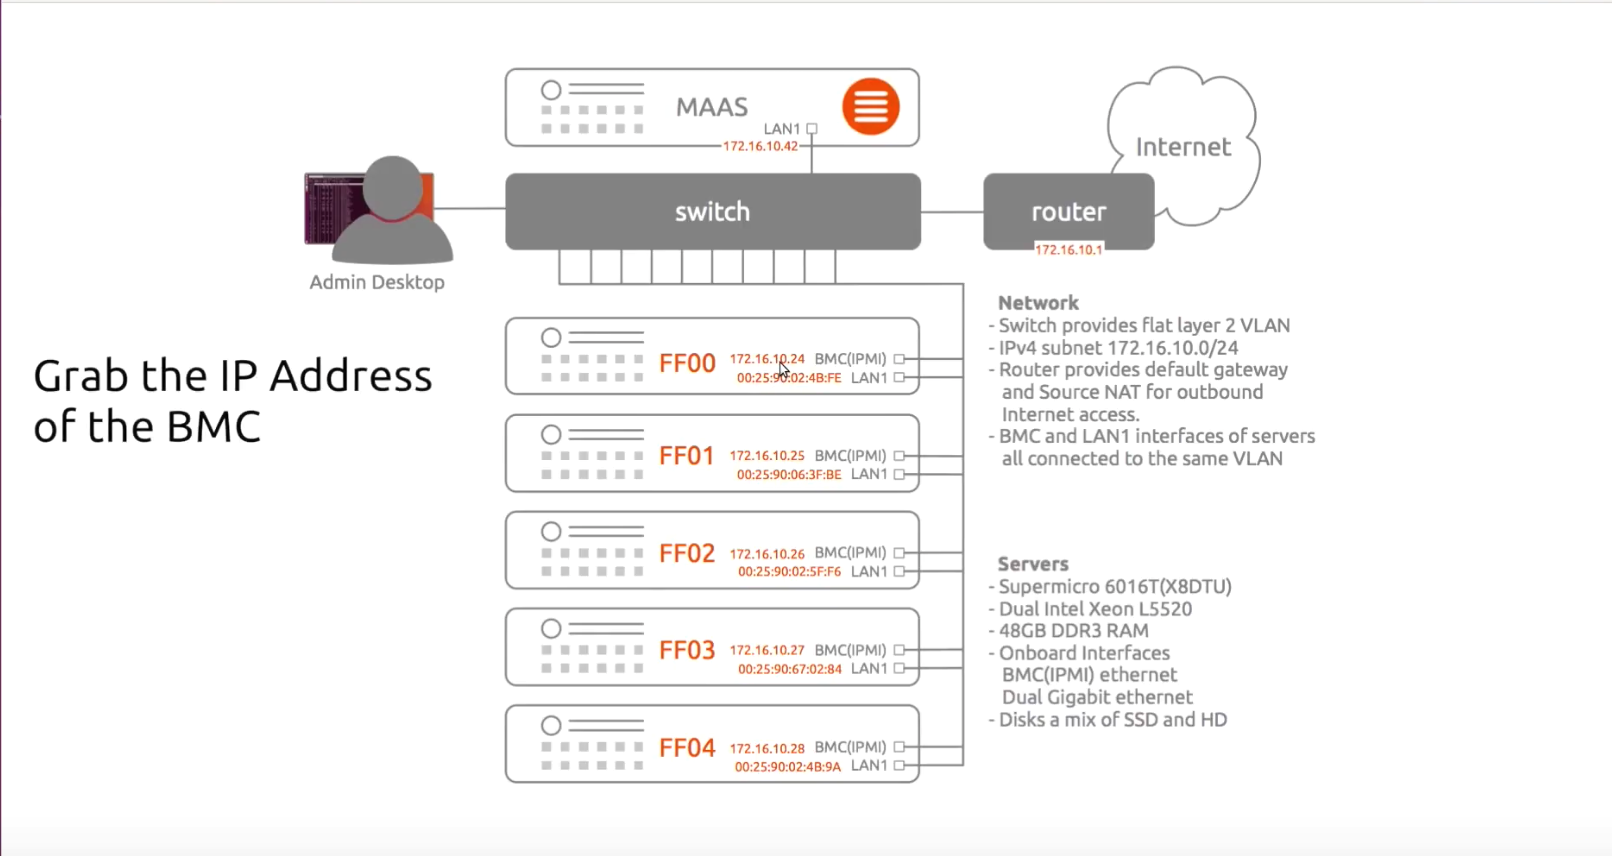 MAAS
LAN1
172.16.10.42
Internet
switch
router
172.16.10.1
Admin Desktop
Grab the IP Address
of the BMC
FF00 172.16.10.24 BMC(IPMI)
00:25:90:02:4B:FE LAN1
FF01 172.16.10.25 BMC(IPMI)
00:25:90:06:3F:BE LAN1
FF02 172.16.10.26 BMC(IPMI)
00:25:90:02:5F:F6 LAN1
FF03 172.16.10.27 BMC(IPMI)
00:25:90:67:02:84 LAN1
FF04 172.16.10.28 BMC(IPMI)
00:25:90:02:4B:9A LAN1
Network
- Switch provides flat layer 2 VLAN
- IPv4 subnet 172.16.10.0/24
- Router provides default gateway
and Source NAT for outbound
Internet access.
- BMC and LAN1 interfaces of servers
all connected to the same VLAN
Servers
- Supermicro 6016T(X8DTU)
- Dual Intel Xeon L5520
- 48GB DDR3 RAM
- Onboard Interfaces
BMC(IPMI) ethernet
Dual Gigabit ethernet
- Disks a mix of SSD and HD